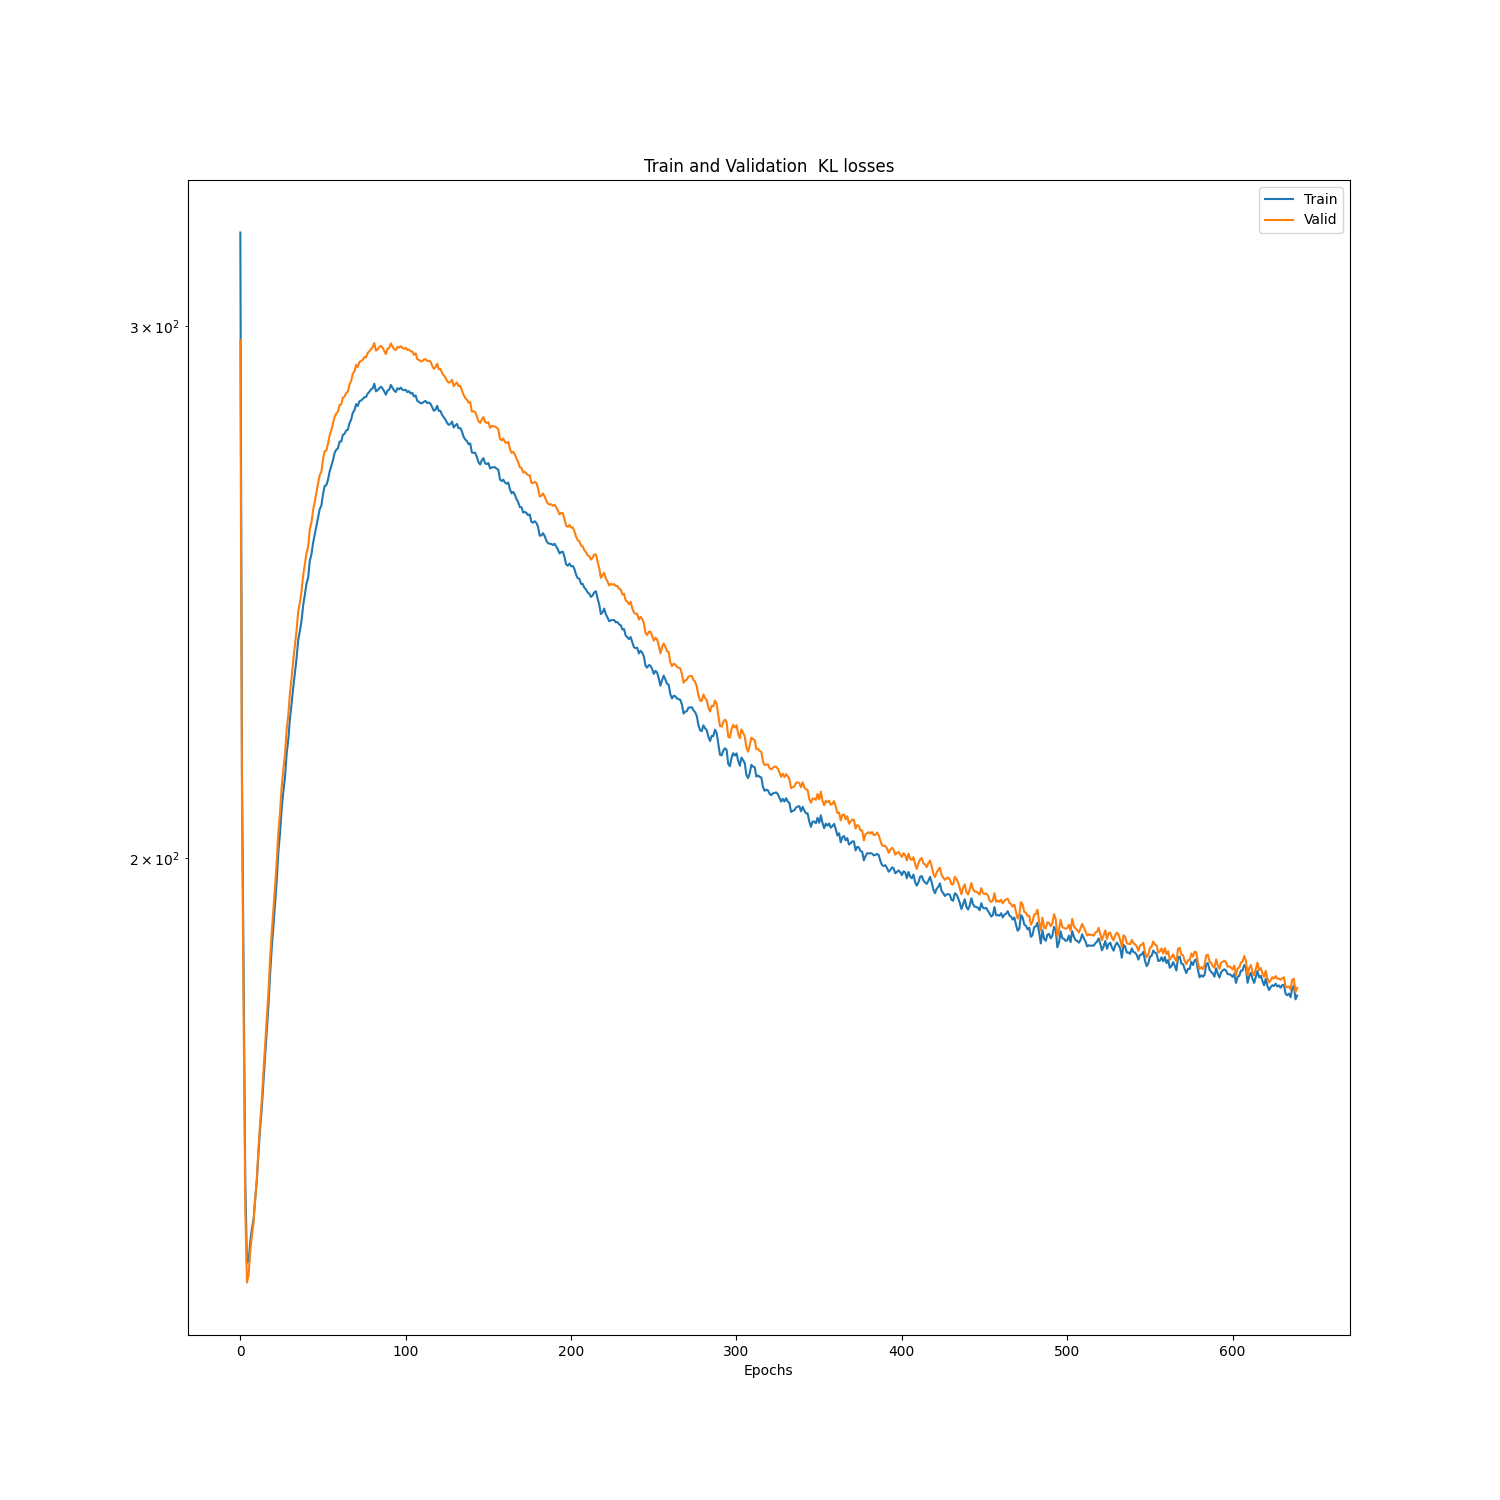 Train and Validation  KL losses
Train
Valid
3 × 10²
2 × 10²
0 100 200 300 400 500 600
Epochs